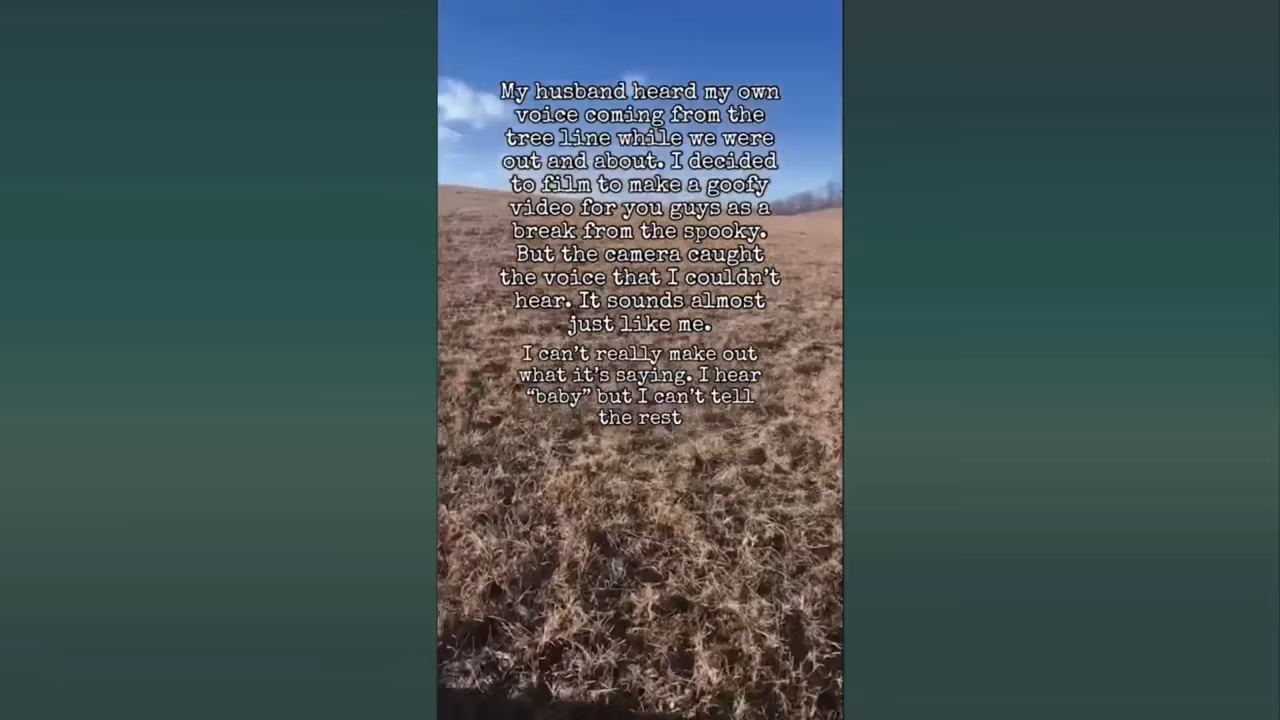 My husband heard my own
voice coming from the
tree line while we were
out and about. I decided
to film to make a goofy
video for you guys as a
break from the spooky.
But the camera caught
the voice that I couldn't
hear. It sounds almost
just like me.
I can't really make out
what it's saying. I hear
“baby” but I can't tell
the rest